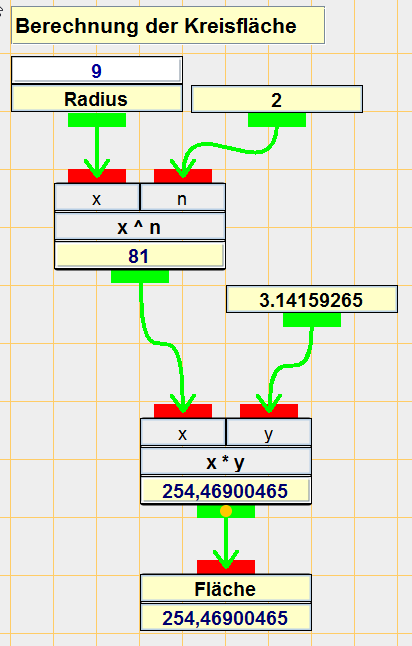 Berechnung der Kreisfläche
9
Radius
2
x n
x ^ n
81
3.14159265
x y
x * y
254,46900465
Fläche
254,46900465